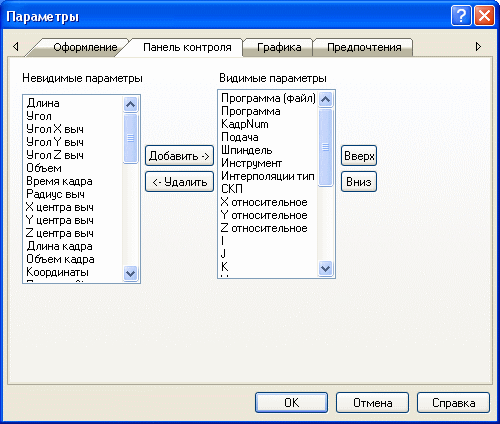 Параметры
Оформление Панель контроля Графика Предпочтения
Невидимые параметры
Видимые параметры
Длина
Угол
Угол X выч
Угол Y выч
Угол Z выч
Объем
Время кадра
Радиус выч
X центра выч
Y центра выч
Z центра выч
Длина кадра
Объем кадра
Координаты
Добавить ->
<- Удалить
Программа (Файл)
Программа
КадрNum
Подача
Шпиндель
Инструмент
Интерполяции тип
СКП
X относительное
Y относительное
Z относительное
I
J
K
Вверх
Вниз
OK Отмена Справка